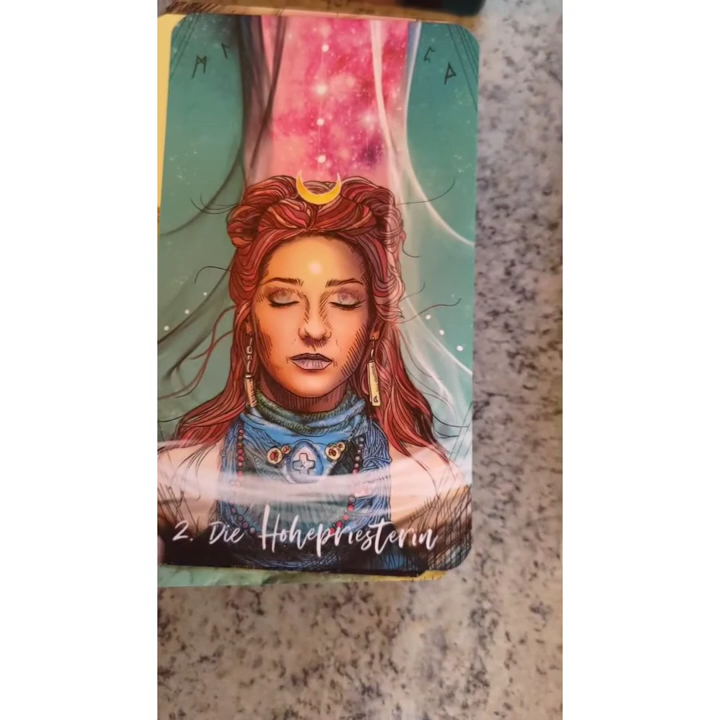 ᛗ ᛚ
ᛈ ᚹ
2. Die Hohepriesterin